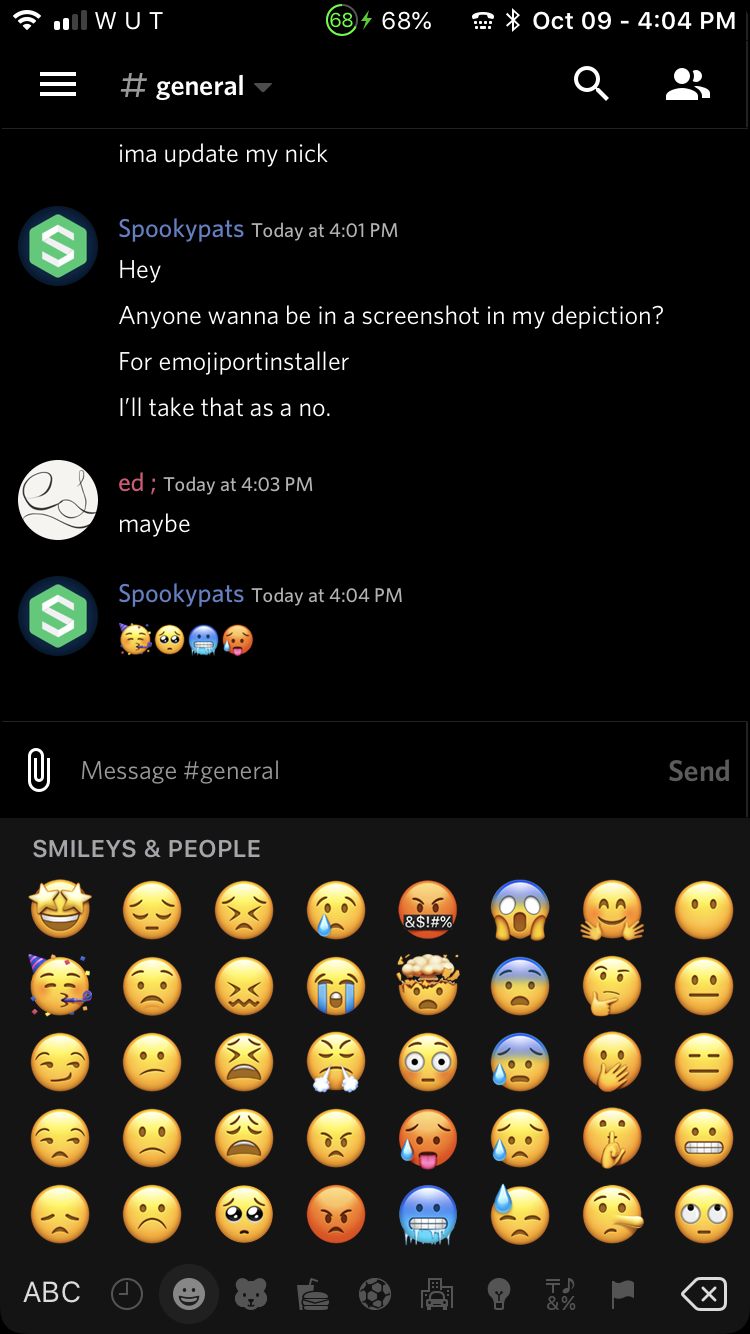 W U T 68 68% Oct 09 - 4:04 PM
# general
ima update my nick
Spookypats Today at 4:01 PM
Hey
Anyone wanna be in a screenshot in my depiction?
For emojiportinstaller
I’ll take that as a no.
ed ; Today at 4:03 PM
maybe
Spookypats Today at 4:04 PM
🥳🥺🥶🥵
Message #general Send
SMILEYS & PEOPLE
&$!#%
ABC